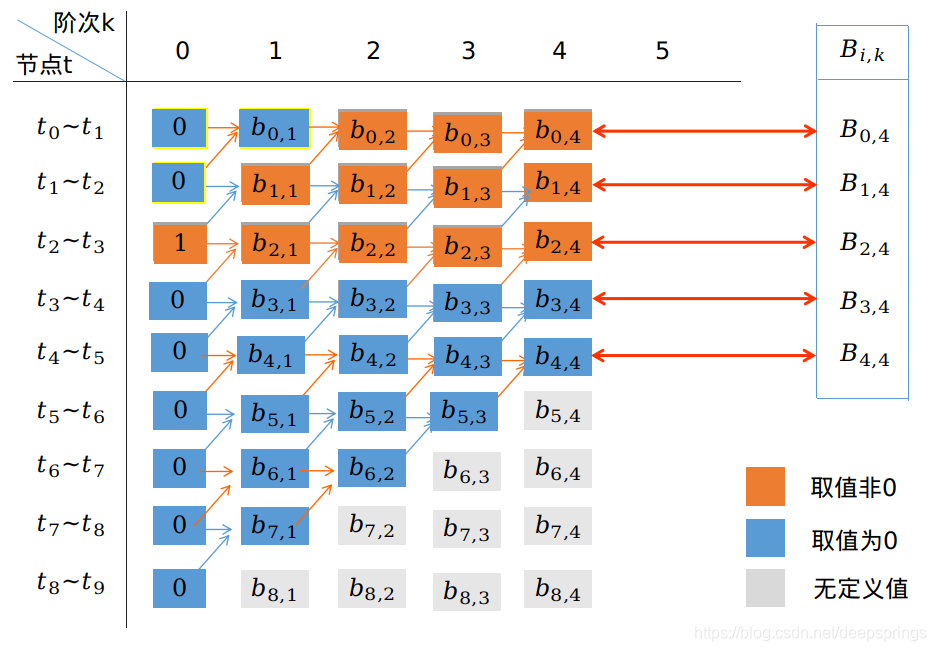 阶次k
节点t
0 1 2 3 4 5
B_{i,k}
t_0~t_1 0 b_{0,1} b_{0,2} b_{0,3} b_{0,4} B_{0,4}
t_1~t_2 0 b_{1,1} b_{1,2} b_{1,3} b_{1,4} B_{1,4}
t_2~t_3 1 b_{2,1} b_{2,2} b_{2,3} b_{2,4} B_{2,4}
t_3~t_4 0 b_{3,1} b_{3,2} b_{3,3} b_{3,4} B_{3,4}
t_4~t_5 0 b_{4,1} b_{4,2} b_{4,3} b_{4,4} B_{4,4}
t_5~t_6 0 b_{5,1} b_{5,2} b_{5,3} b_{5,4}
t_6~t_7 0 b_{6,1} b_{6,2} b_{6,3} b_{6,4}
t_7~t_8 0 b_{7,1} b_{7,2} b_{7,3} b_{7,4}
t_8~t_9 0 b_{8,1} b_{8,2} b_{8,3} b_{8,4}
取值非0
取值为0
无定义值
https://blog.csdn.net/deepsprings